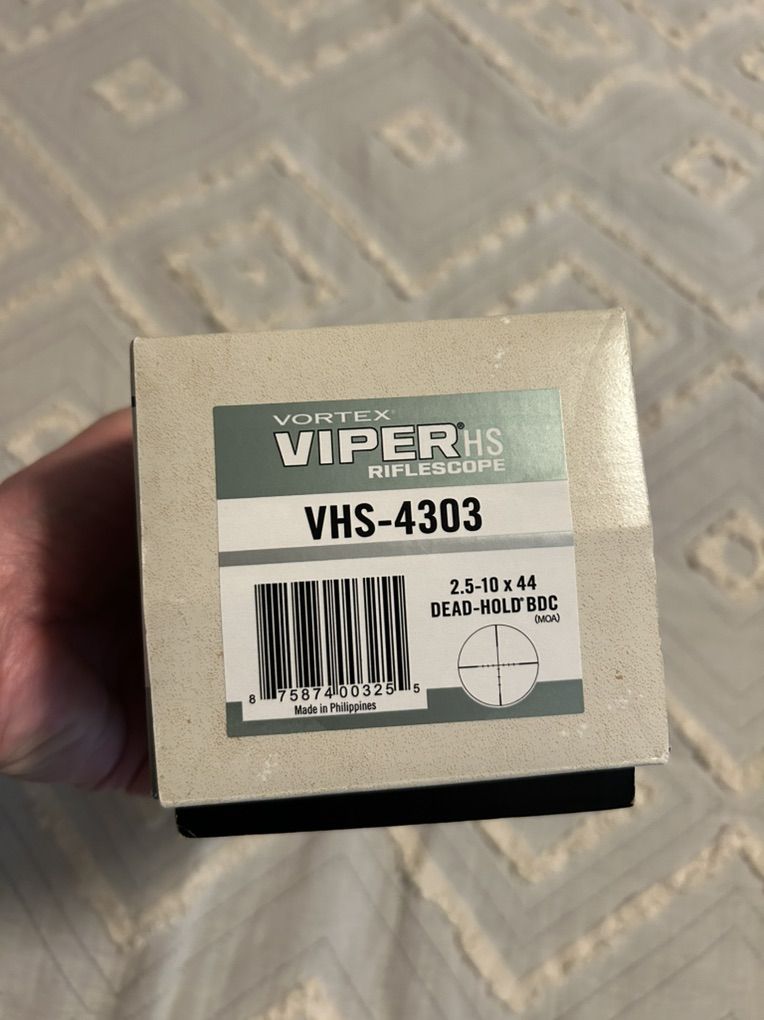 VORTEX®
VIPER® HS
RIFLESCOPE
VHS-4303
2.5-10 x 44
DEAD-HOLD® BDC
(MOA)
8 75874 00325 5
Made in Philippines